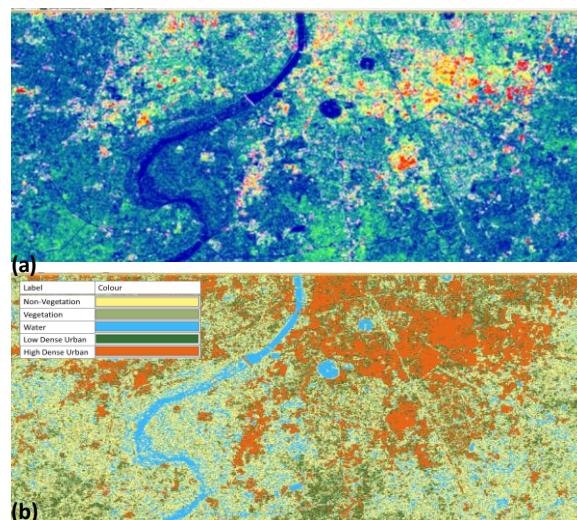 (a)
Label Colour
Non-Vegetation
Vegetation
Water
Low Dense Urban
High Dense Urban
(b)